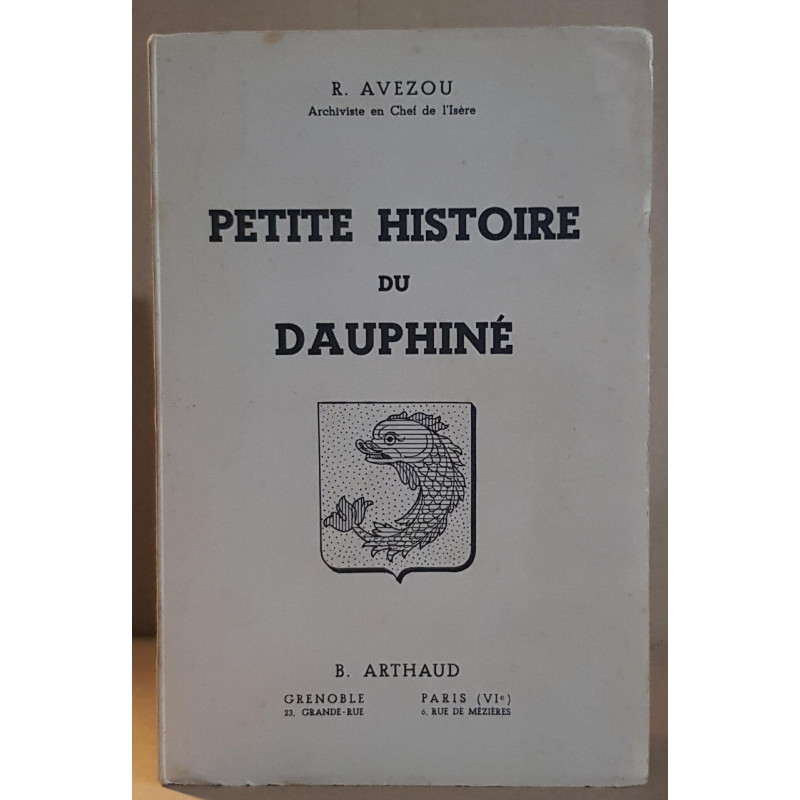 R. AVEZOU
Archiviste en Chef de l'Isère
PETITE HISTOIRE
DU
DAUPHINÉ
B. ARTHAUD
GRENOBLE
23, GRANDE-RUE
PARIS (VIe)
6, RUE DE MÉZIÈRES